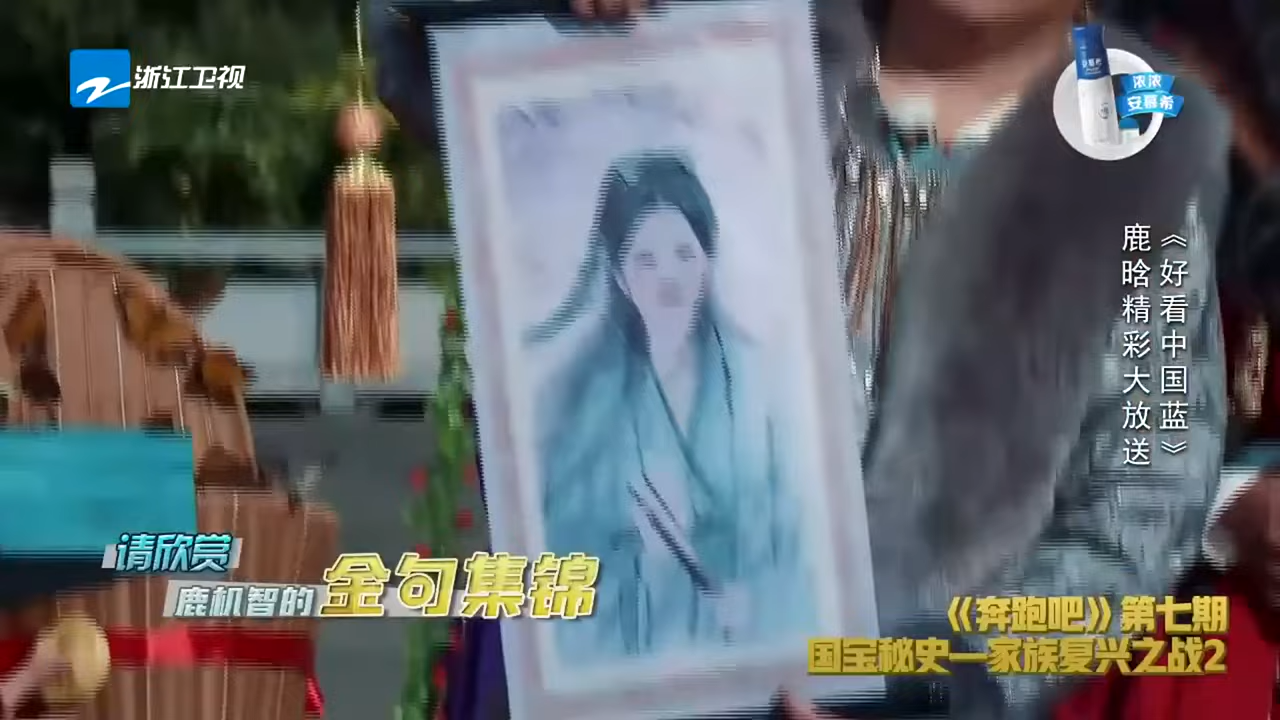 浙江卫视
浓浓
安慕希
《好看中国蓝》
鹿晗精彩大放送
请欣赏
鹿机智的金句集锦
《奔跑吧》第七期
国宝秘史—家族复兴之战2